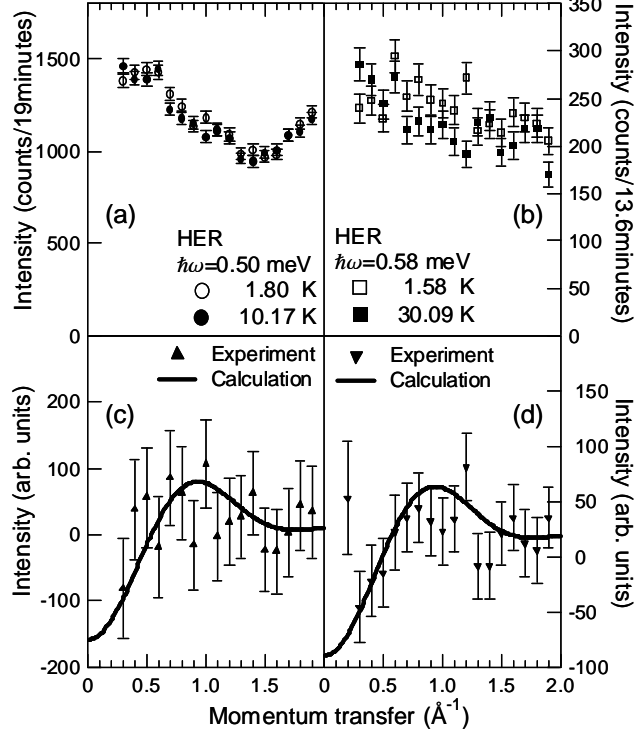 Intensity (counts/19minutes)
1500
1000
500
0
(a)
HER
ℏω=0.50 meV
1.80 K
10.17 K
350
300
250
200
150
100
50
0
Intensity (counts/13.6minutes)
(b)
HER
ℏω=0.58 meV
1.58 K
30.09 K
Intensity (arb. units)
200
100
0
-100
-200
(c)
Experiment
Calculation
0
0.5
1.0
1.5
150
100
50
0
-50
-100
Intensity (arb. units)
(d)
Experiment
Calculation
0
0.5
1.0
1.5
2.0
Momentum transfer (Å⁻¹)